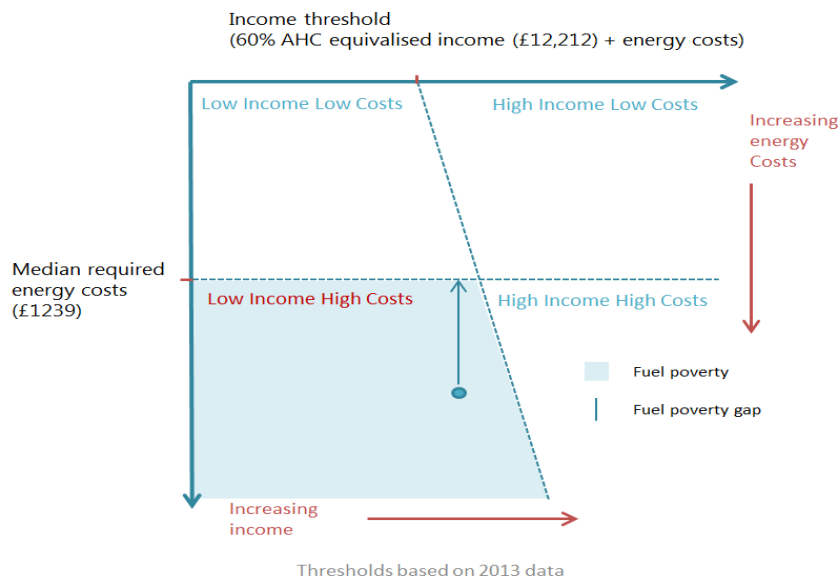 Income threshold
(60% AHC equivalised income (£12,212) + energy costs)
Low Income Low Costs
High Income Low Costs
Increasing
energy
Costs
Median required
energy costs
(£1239)
Low Income High Costs
High Income High Costs
Fuel poverty
Fuel poverty gap
Increasing
income
Thresholds based on 2013 data